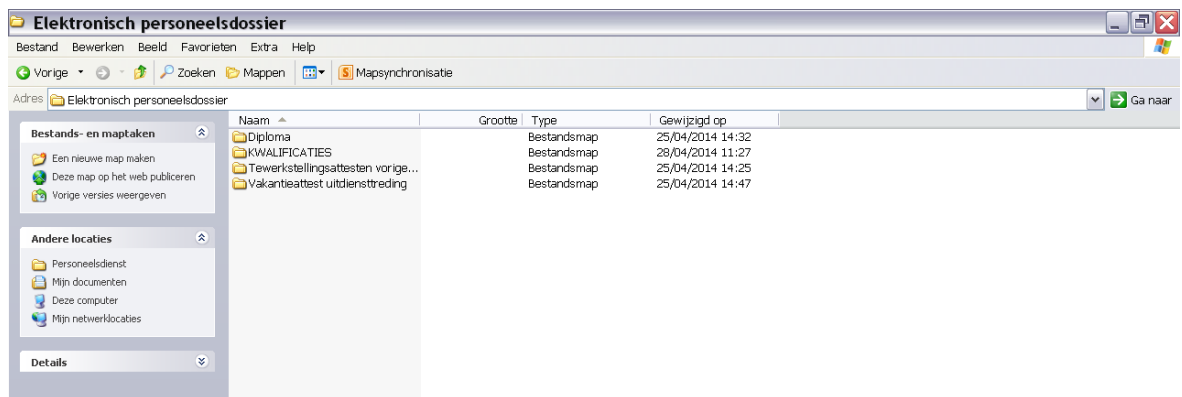 Elektronisch personeelsdossier
Bestand Bewerken Beeld Favorieten Extra Help
Vorige Zoeken Mappen S Mapsynchronisatie
Adres Elektronisch personeelsdossier Ga naar
Naam Grootte Type Gewijzigd op
Diploma Bestandsmap 25/04/2014 14:32
KWALIFICATIES Bestandsmap 28/04/2014 11:27
Tewerkstellingsattesten vorige... Bestandsmap 25/04/2014 14:25
Vakantieattest uitdiensttreding Bestandsmap 25/04/2014 14:47
Bestands- en maptaken
Een nieuwe map maken
Deze map op het web publiceren
Vorige versies weergeven
Andere locaties
Personeelsdienst
Mijn documenten
Deze computer
Mijn netwerklocaties
Details